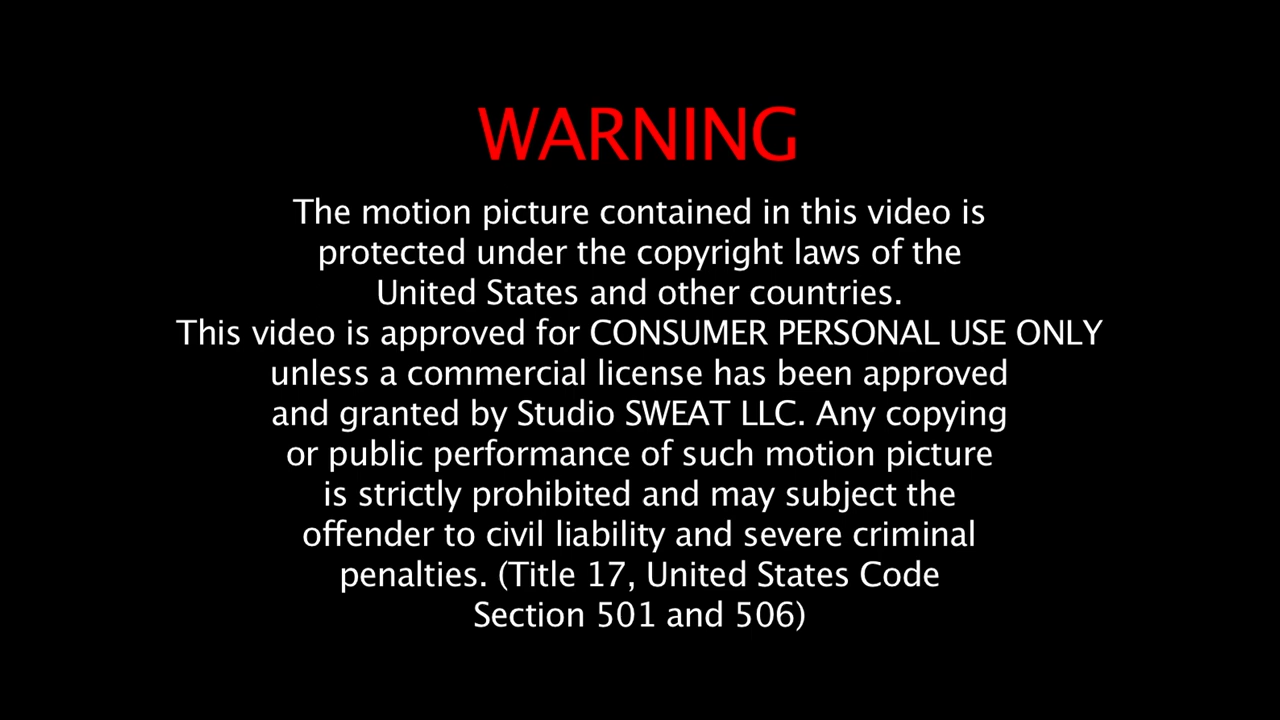 WARNING
The motion picture contained in this video is
protected under the copyright laws of the
United States and other countries.
This video is approved for CONSUMER PERSONAL USE ONLY
unless a commercial license has been approved
and granted by Studio SWEAT LLC. Any copying
or public performance of such motion picture
is strictly prohibited and may subject the
offender to civil liability and severe criminal
penalties. (Title 17, United States Code
Section 501 and 506)